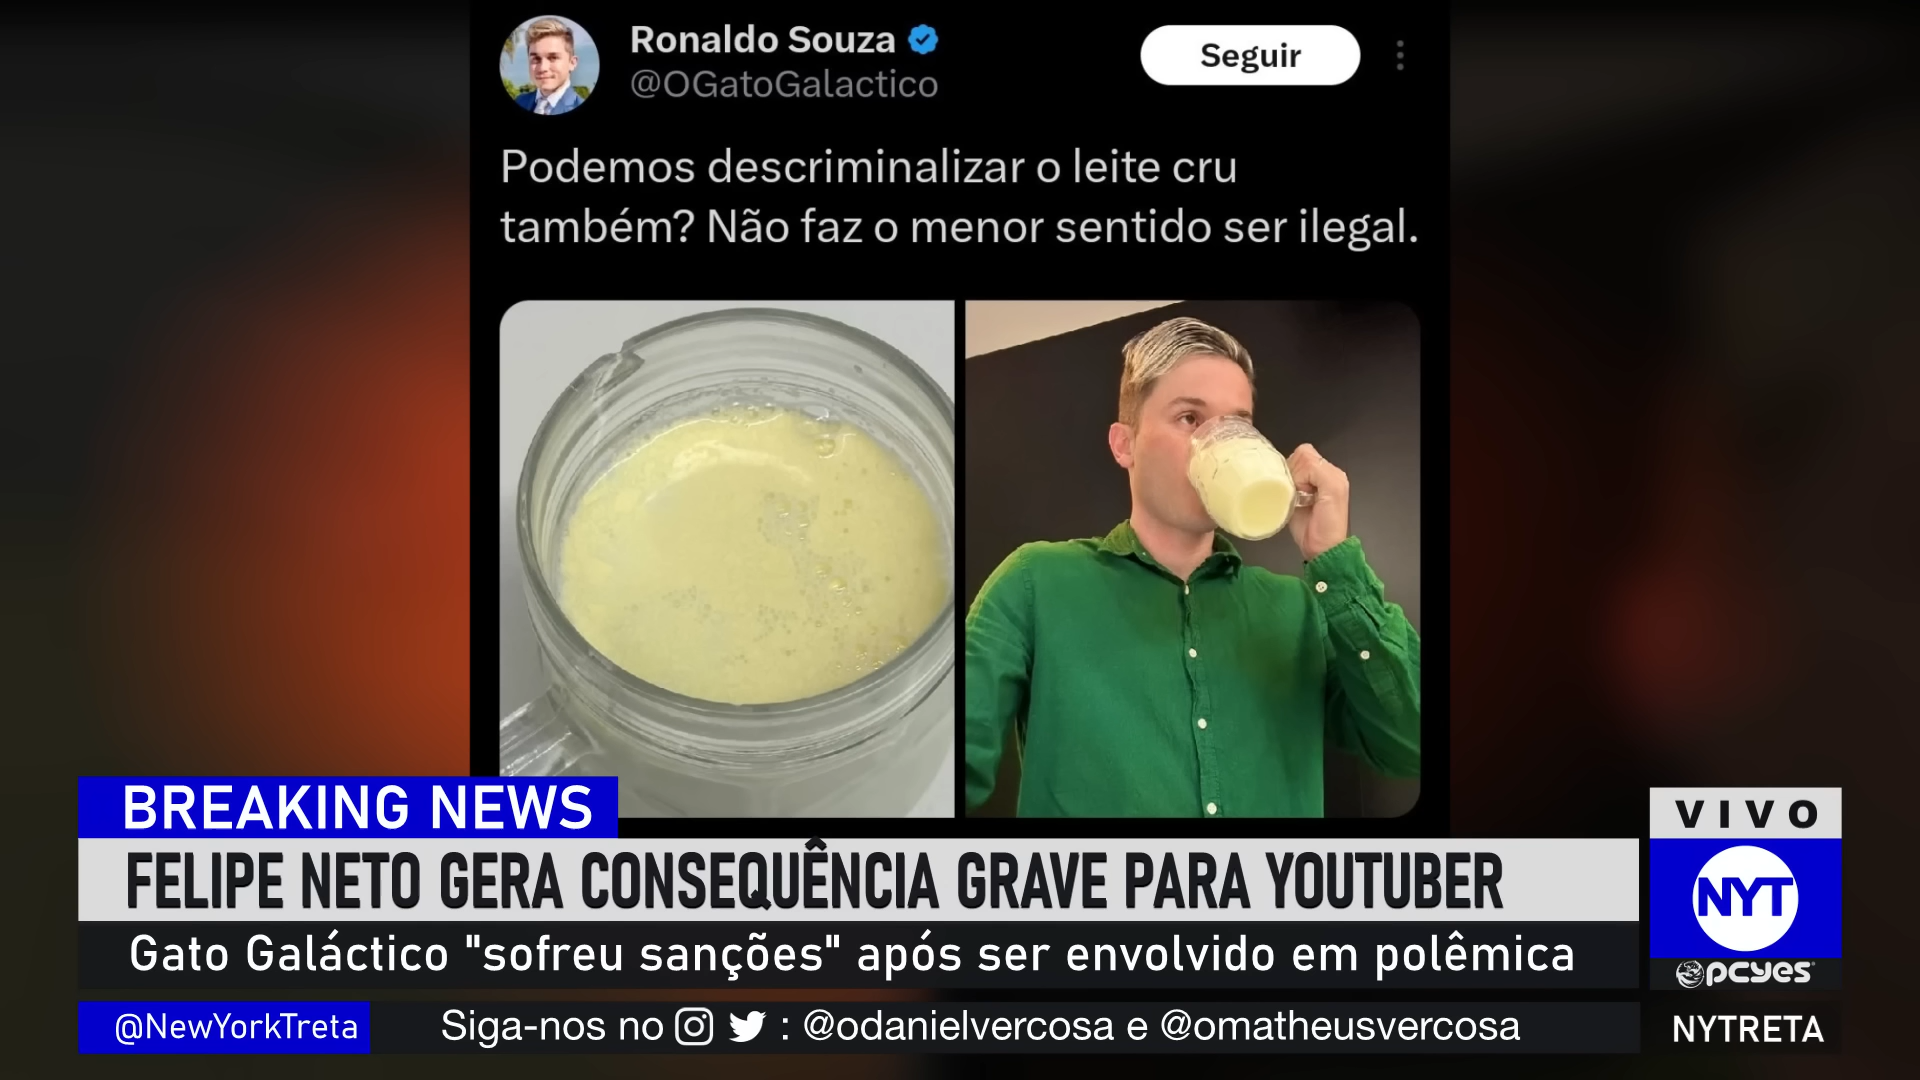 Ronaldo Souza
@OGatoGalactico
Seguir
Podemos descriminalizar o leite cru
também? Não faz o menor sentido ser ilegal.
BREAKING NEWS
FELIPE NETO GERA CONSEQUÊNCIA GRAVE PARA YOUTUBER
Gato Galáctico "sofreu sanções" após ser envolvido em polêmica
@NewYorkTreta
Siga-nos no : @odanielvercosa e @omatheusvercosa
VIVO
NYT
pcyes
NYTRETA